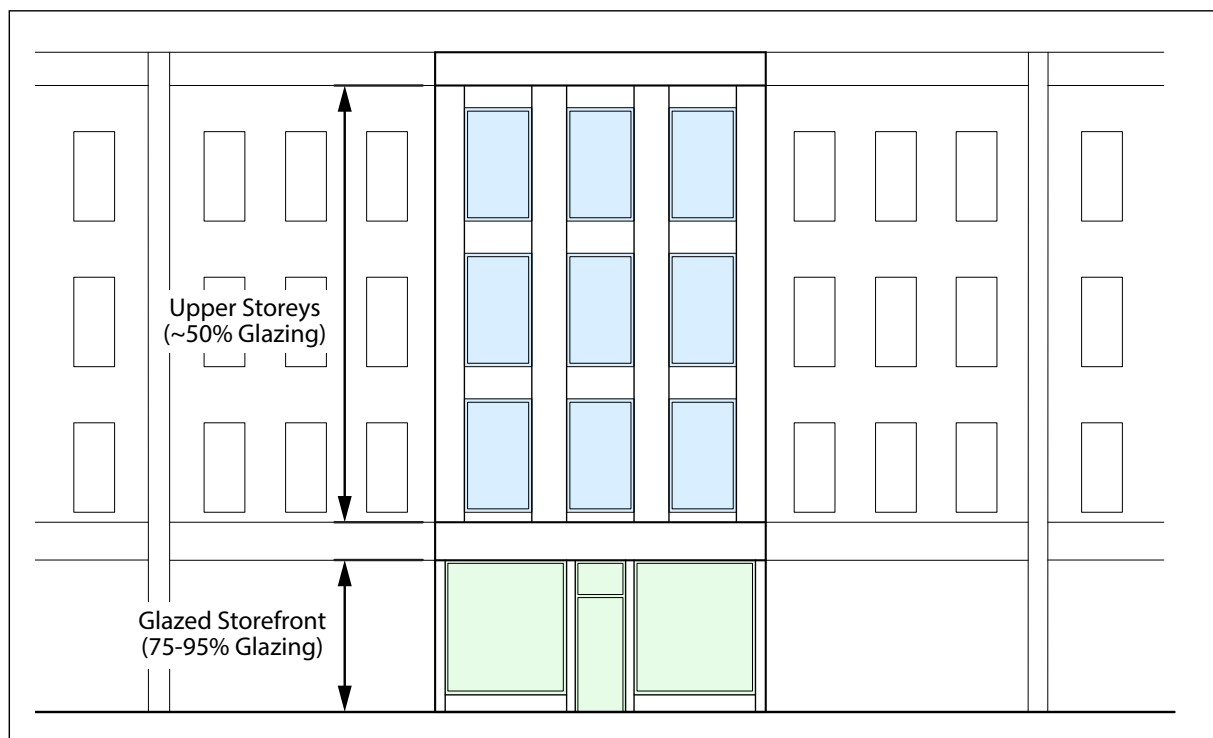 Upper Storeys
(~50% Glazing)
Glazed Storefront
(75-95% Glazing)